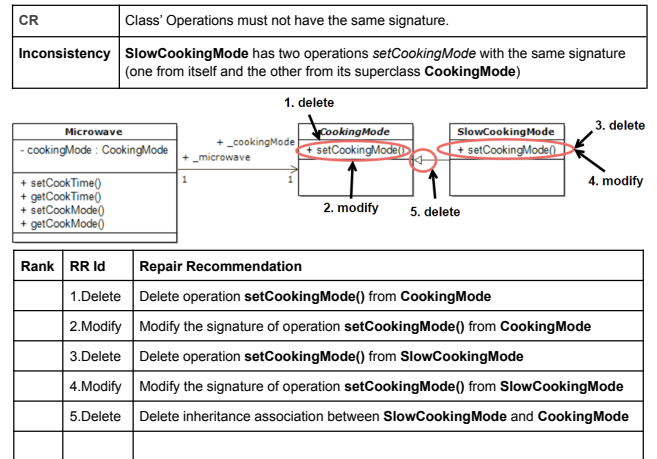 CR Class' Operations must not have the same signature.
Inconsistency SlowCookingMode has two operations setCookingMode with the same signature
(one from itself and the other from its superclass CookingMode)
1. delete
Microwave
- cookingMode : CookingMode
+ setCookTime()
+ getCookTime()
+ setCookMode()
+ getCookMode()
+ _cookingMode
+ _microwave
1 1
CookingMode
+ setCookingMode()
2. modify
SlowCookingMode
+ setCookingMode()
3. delete
4. modify
5. delete
Rank RR Id Repair Recommendation
1.Delete Delete operation setCookingMode() from CookingMode
2.Modify Modify the signature of operation setCookingMode() from CookingMode
3.Delete Delete operation setCookingMode() from SlowCookingMode
4.Modify Modify the signature of operation setCookingMode() from SlowCookingMode
5.Delete Delete inheritance association between SlowCookingMode and CookingMode